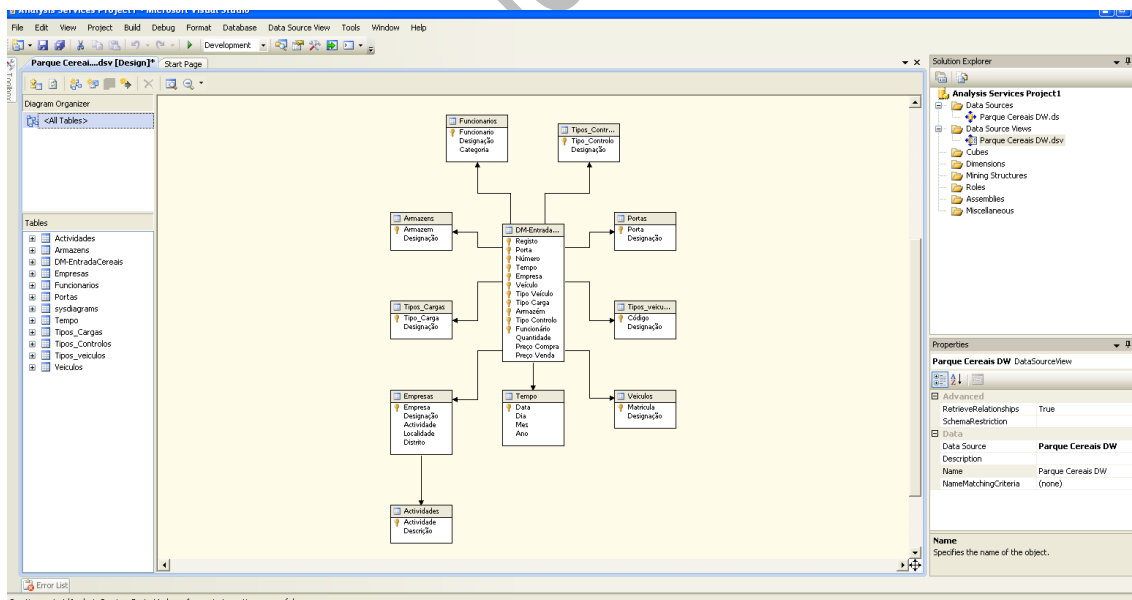 Analysis Services Project1 - Microsoft Visual Studio
File Edit View Project Build Debug Format Database Data Source View Tools Window Help
Development
Toolbox
Parque Cereai....dsv [Design]* Start Page
Diagram Organizer
<All Tables>
Tables
Actividades
Armazens
DM-EntradaCereais
Empresas
Funcionarios
Portas
sysdiagrams
Tempo
Tipos_Cargas
Tipos_Controlos
Tipos_veiculos
Veiculos
Funcionarios
Funcionario
Designação
Categoria
Tipos_Contr...
Tipo_Controlo
Designação
Armazens
Armazem
Designação
DM-Entrada...
Registo
Porta
Número
Tempo
Empresa
Veículo
Tipo Veículo
Tipo Carga
Armazém
Tipo Controlo
Funcionário
Quantidade
Preço Compra
Preço Venda
Portas
Porta
Designação
Tipos_Cargas
Tipo_Carga
Designação
Tipos_veicu...
Código
Designação
Empresas
Empresa
Designação
Actividade
Localidade
Distrito
Tempo
Data
Dia
Mes
Ano
Veiculos
Matricula
Designação
Actividades
Actividade
Descrição
Solution Explorer
Analysis Services Project1
Data Sources
Parque Cereais DW.ds
Data Source Views
Parque Cereais DW.dsv
Cubes
Dimensions
Mining Structures
Roles
Assemblies
Miscellaneous
Properties
Parque Cereais DW DataSourceView
Advanced
RetrieveRelationships True
SchemaRestriction
Data
Data Source Parque Cereais DW
Description
Name Parque Cereais DW
NameMatchingCriteria (none)
Name
Specifies the name of the object.
Error List